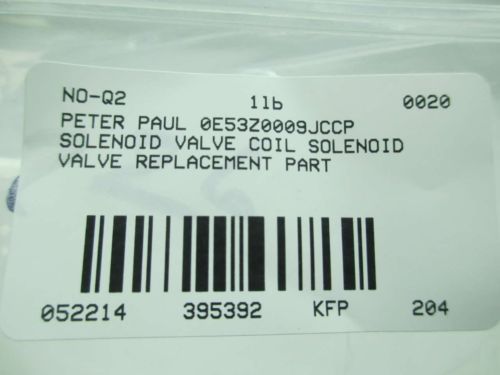 NO-Q2 1lb 0020
PETER PAUL 0E53Z0009JCCP
SOLENOID VALVE COIL SOLENOID
VALVE REPLACEMENT PART
052214 395392 KFP 204